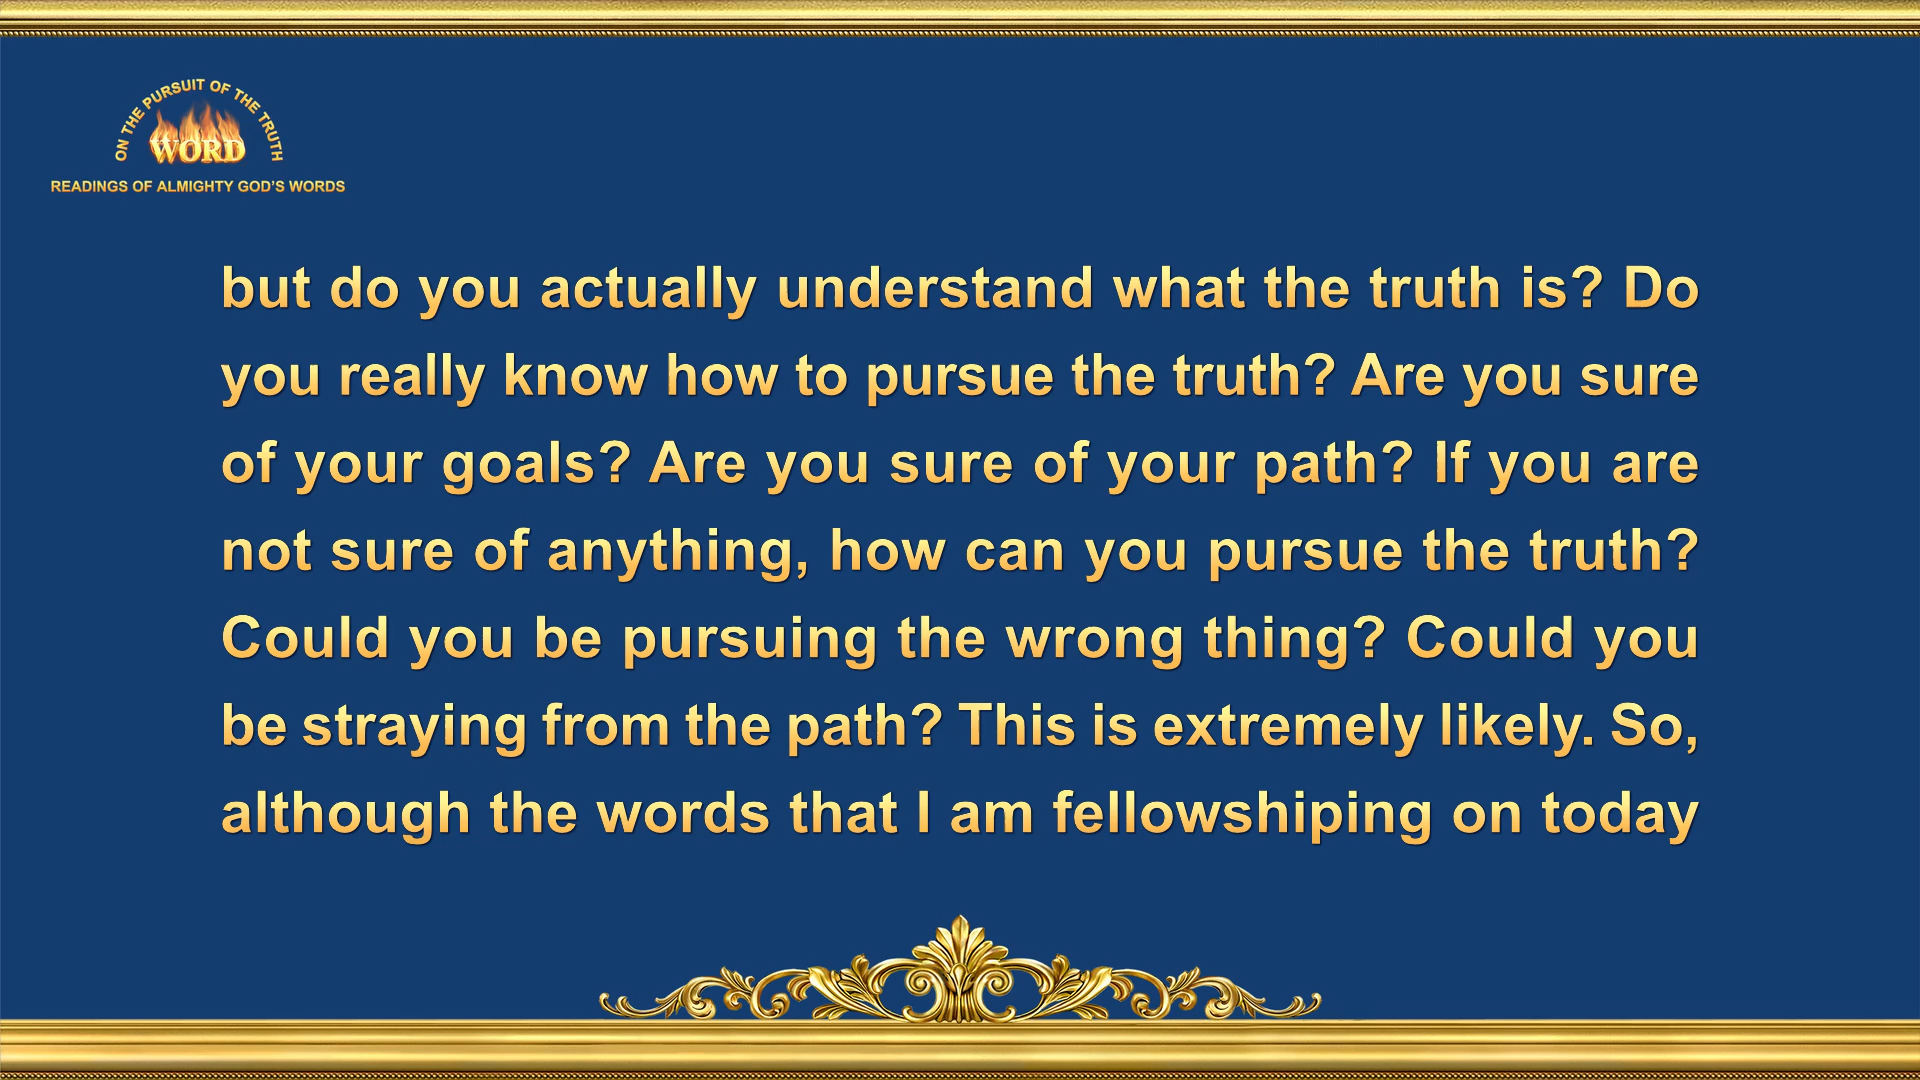 ON THE PURSUIT OF THE TRUTH
WORD
READINGS OF ALMIGHTY GOD'S WORDS
but do you actually understand what the truth is? Do
you really know how to pursue the truth? Are you sure
of your goals? Are you sure of your path? If you are
not sure of anything, how can you pursue the truth?
Could you be pursuing the wrong thing? Could you
be straying from the path? This is extremely likely. So,
although the words that I am fellowshiping on today